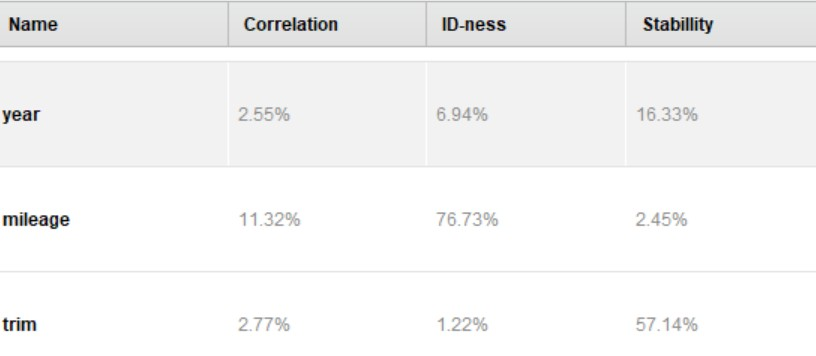 Name Correlation ID-ness Stabillity
year 2.55% 6.94% 16.33%
mileage 11.32% 76.73% 2.45%
trim 2.77% 1.22% 57.14%